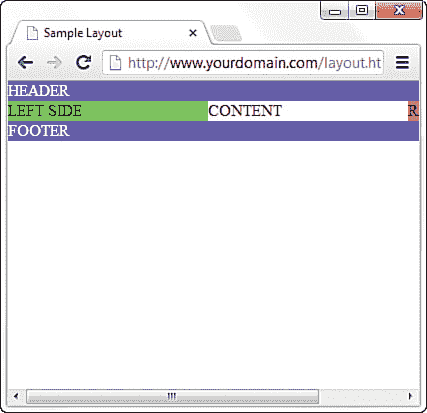 Sample Layout
http://www.yourdomain.com/layout.ht
HEADER
LEFT SIDE CONTENT R
FOOTER